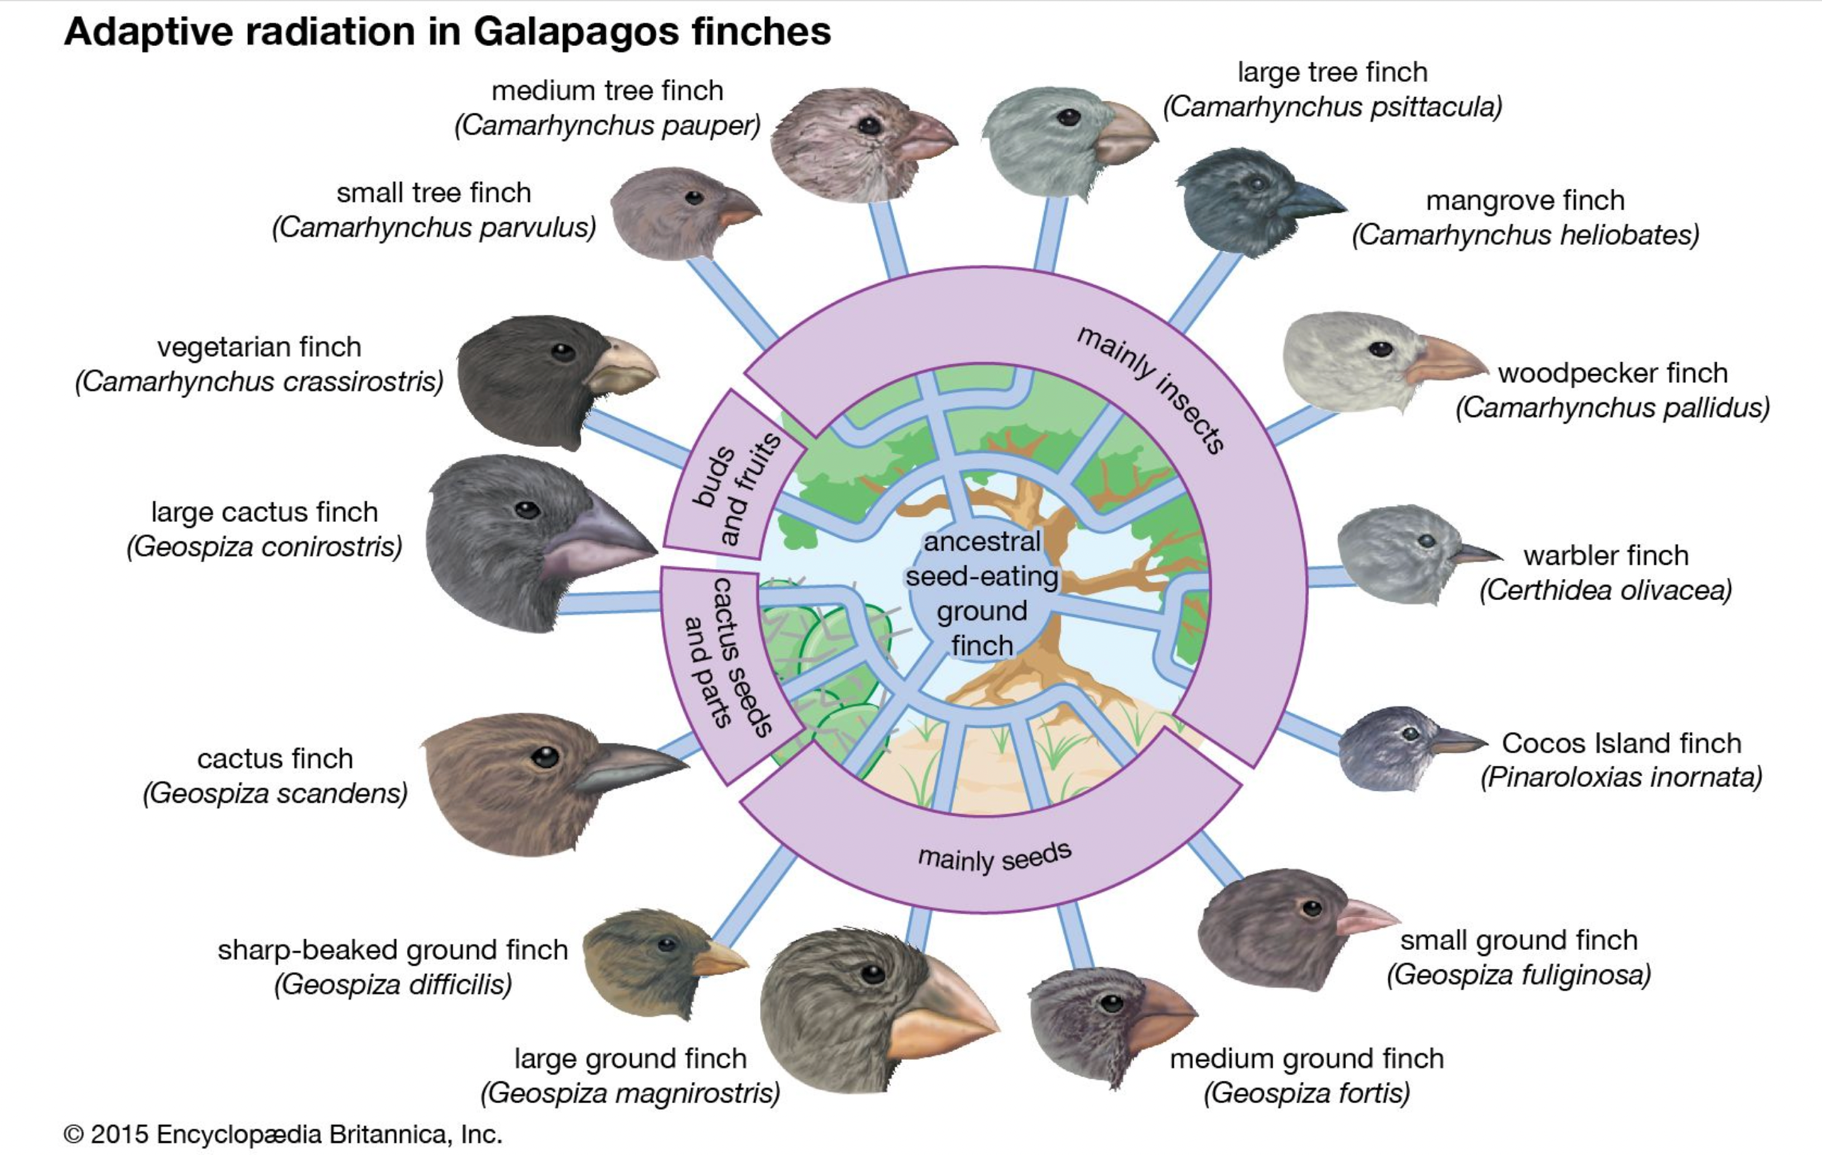 Adaptive radiation in Galapagos finches
medium tree finch
(Camarhynchus pauper)
large tree finch
(Camarhynchus psittacula)
small tree finch
(Camarhynchus parvulus)
mangrove finch
(Camarhynchus heliobates)
vegetarian finch
(Camarhynchus crassirostris)
woodpecker finch
(Camarhynchus pallidus)
large cactus finch
(Geospiza conirostris)
warbler finch
(Certhidea olivacea)
cactus finch
(Geospiza scandens)
Cocos Island finch
(Pinaroloxias inornata)
sharp-beaked ground finch
(Geospiza difficilis)
small ground finch
(Geospiza fuliginosa)
large ground finch
(Geospiza magnirostris)
medium ground finch
(Geospiza fortis)
mainly insects
buds
and fruits
cactus seeds
and parts
mainly seeds
ancestral
seed-eating
ground
finch
© 2015 Encyclopædia Britannica, Inc.